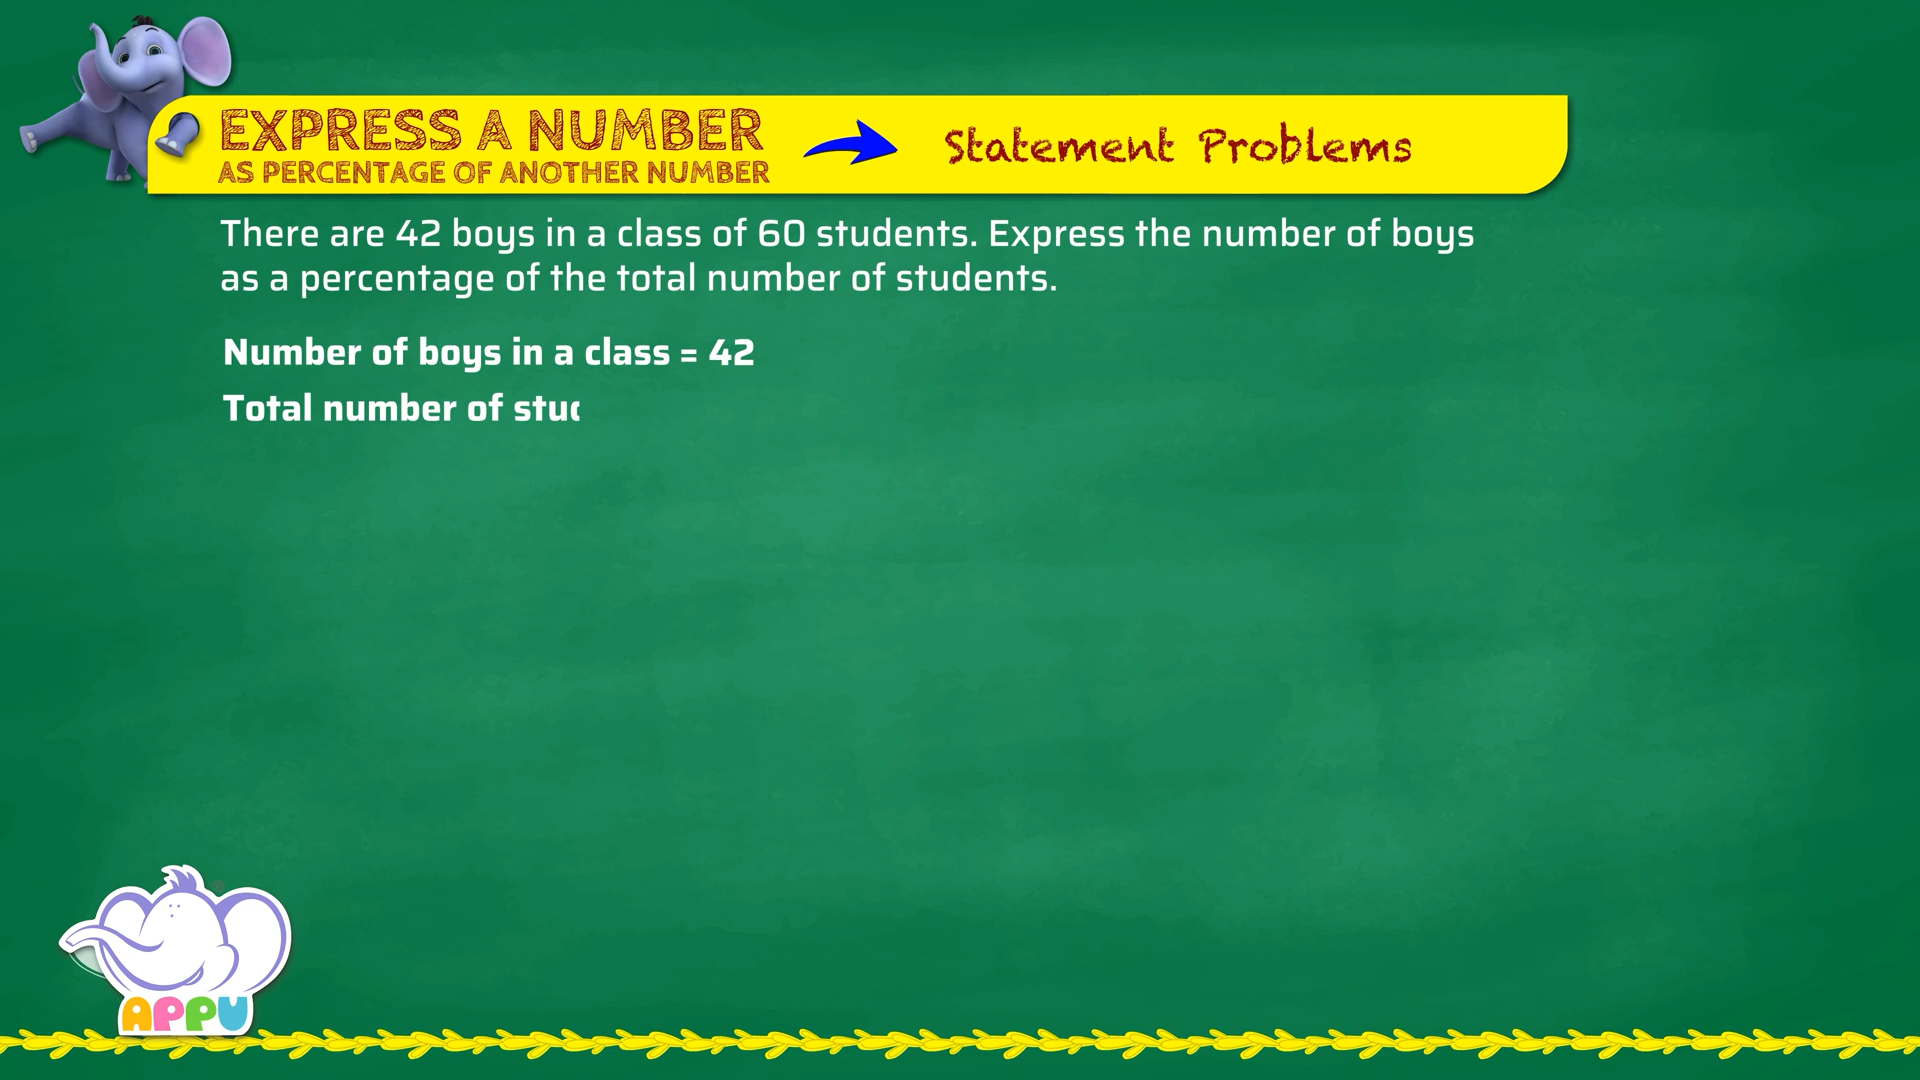 EXPRESS A NUMBER
AS PERCENTAGE OF ANOTHER NUMBER
Statement Problems
There are 42 boys in a class of 60 students. Express the number of boys
as a percentage of the total number of students.
Number of boys in a class = 42
Total number of
APPU